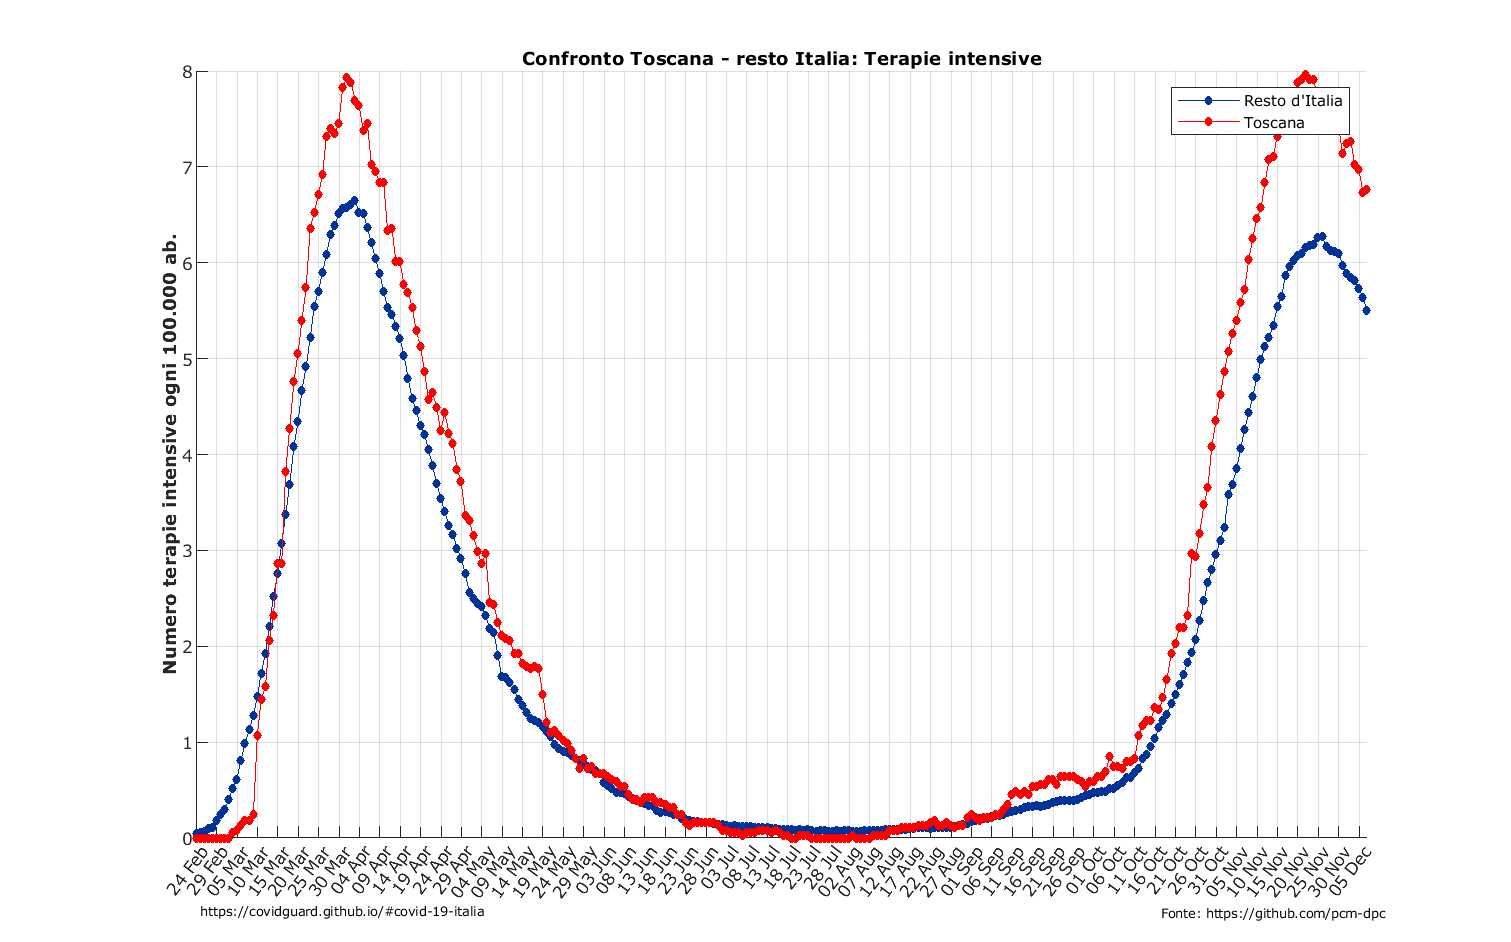 Confronto Toscana - resto Italia: Terapie intensive
Numero terapie intensive ogni 100.000 ab.
8
7
6
5
4
3
2
1
0
Resto d'Italia
Toscana
24 Feb
29 Feb
05 Mar
10 Mar
15 Mar
20 Mar
25 Mar
30 Mar
04 Apr
09 Apr
14 Apr
19 Apr
24 Apr
29 Apr
04 May
09 May
14 May
19 May
24 May
29 May
03 Jun
08 Jun
13 Jun
18 Jun
23 Jun
28 Jun
03 Jul
08 Jul
13 Jul
18 Jul
23 Jul
28 Jul
02 Aug
07 Aug
12 Aug
17 Aug
22 Aug
27 Aug
01 Sep
06 Sep
11 Sep
16 Sep
21 Sep
26 Sep
01 Oct
06 Oct
11 Oct
16 Oct
21 Oct
26 Oct
31 Oct
05 Nov
10 Nov
15 Nov
20 Nov
25 Nov
30 Nov
05 Dec
https://covidguard.github.io/#covid-19-italia
Fonte: https://github.com/pcm-dpc